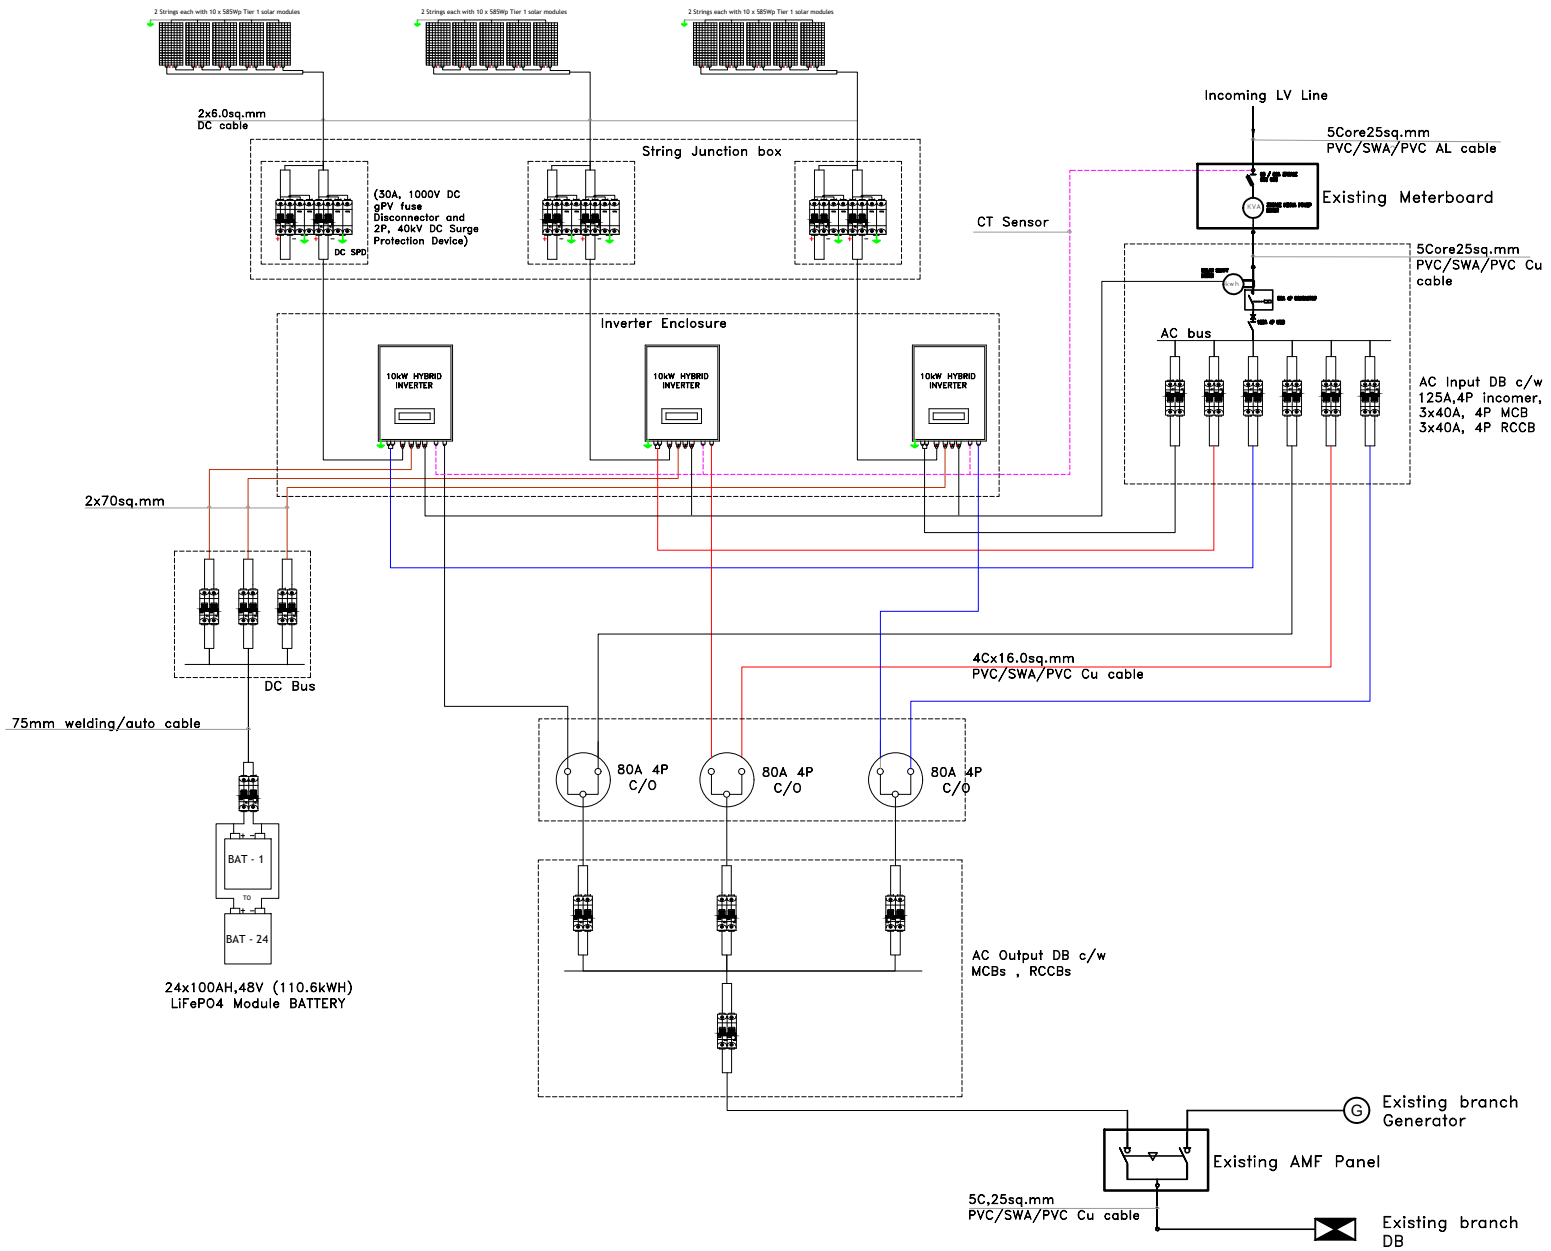 2 Strings each with 10 x 585Wp Tier 1 solar modules
2 Strings each with 10 x 585Wp Tier 1 solar modules
2 Strings each with 10 x 585Wp Tier 1 solar modules
Incoming LV Line
2x6.0sq.mm
DC cable
5Core25sq.mm
PVC/SWA/PVC AL cable
String Junction box
(30A, 1000V DC
gPV fuse
Disconnector and
2P, 40kV DC Surge
Protection Device)
DC SPD
+ -
+ -
+ -
+ -
+ -
+ -
Existing Meterboard
KVA
CT Sensor
5Core25sq.mm
PVC/SWA/PVC Cu
cable
kwh
Inverter Enclosure
AC bus
10kW HYBRID
INVERTER
10kW HYBRID
INVERTER
10kW HYBRID
INVERTER
AC Input DB c/w
125A,4P incomer,
3x40A, 4P MCB
3x40A, 4P RCCB
2x70sq.mm
DC Bus
4Cx16.0sq.mm
PVC/SWA/PVC Cu cable
75mm welding/auto cable
80A 4P
C/O
80A 4P
C/O
80A 4P
C/O
+ -
BAT - 1
TO
+ -
BAT - 24
24x100AH,48V (110.6kWH)
LiFePO4 Module BATTERY
AC Output DB c/w
MCBs , RCCBs
G
Existing branch
Generator
Existing AMF Panel
5C,25sq.mm
PVC/SWA/PVC Cu cable
Existing branch
DB